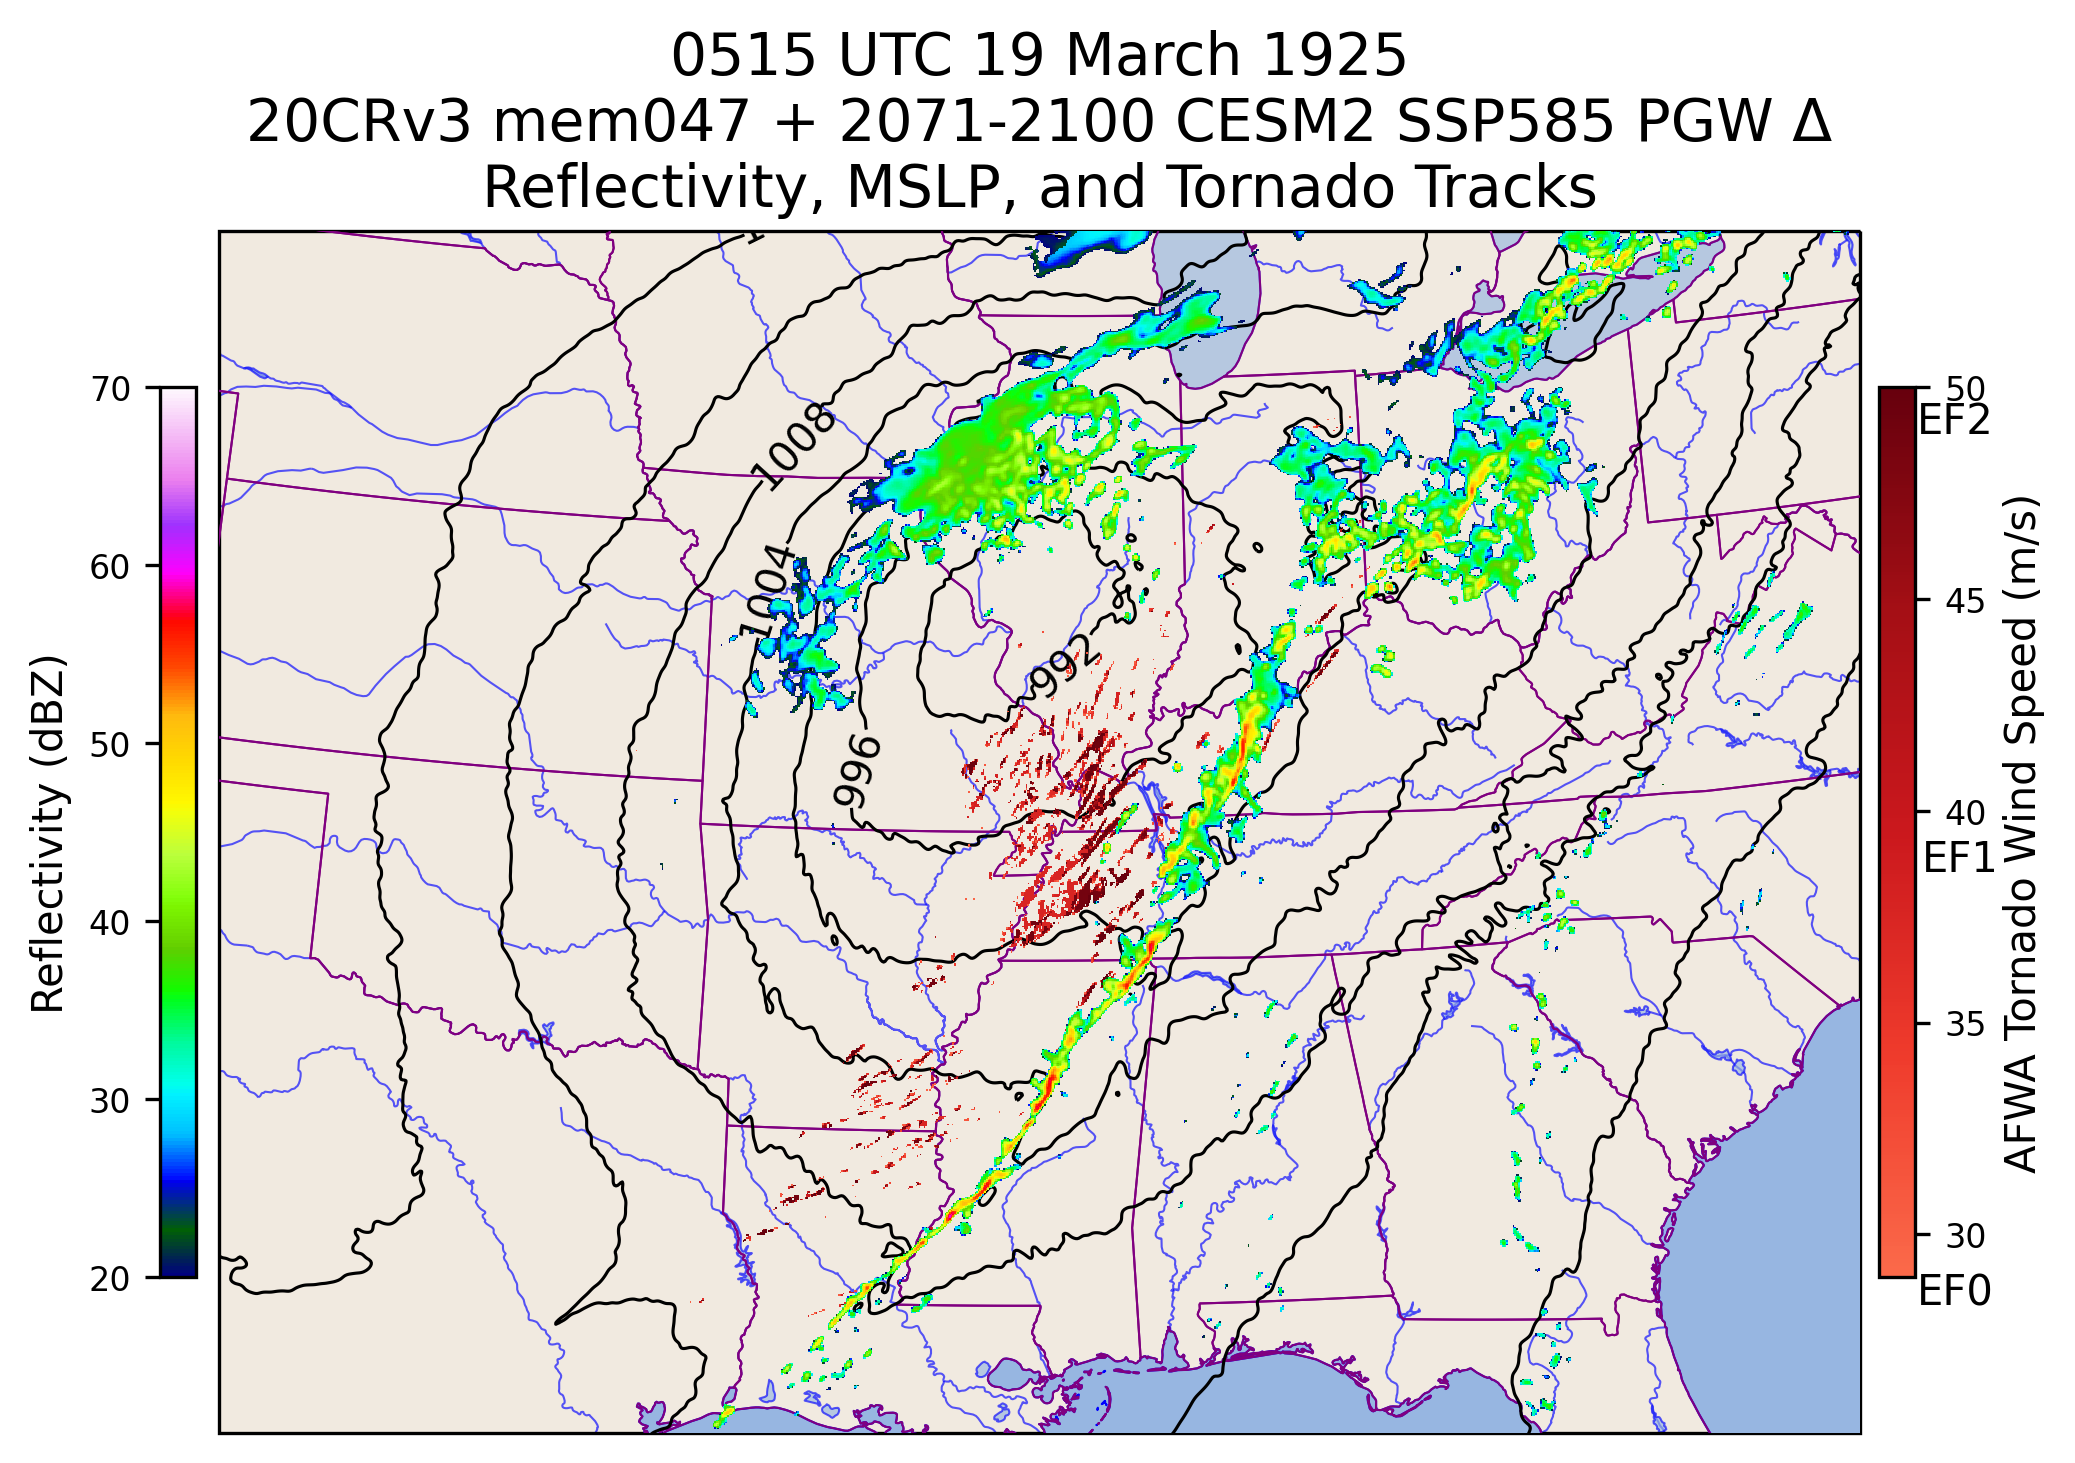 0515 UTC 19 March 1925
20CRv3 mem047 + 2071-2100 CESM2 SSP585 PGW Δ
Reflectivity, MSLP, and Tornado Tracks
1008
1004
996
992
70
60
50
40
30
20
Reflectivity (dBZ)
50
EF2
45
40
EF1
35
30
EF0
AFWA Tornado Wind Speed (m/s)